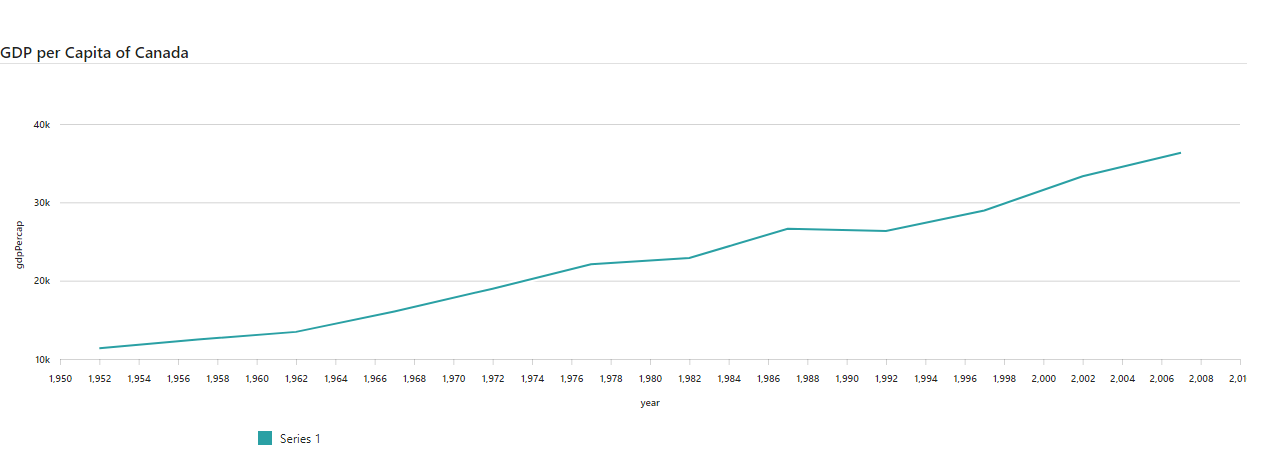 GDP per Capita of Canada
40k
30k
gdpPercap
20k
10k
1,950 1,952 1,954 1,956 1,958 1,960 1,962 1,964 1,966 1,968 1,970 1,972 1,974 1,976 1,978 1,980 1,982 1,984 1,986 1,988 1,990 1,992 1,994 1,996 1,998 2,000 2,002 2,004 2,006 2,008 2,01
year
Series 1